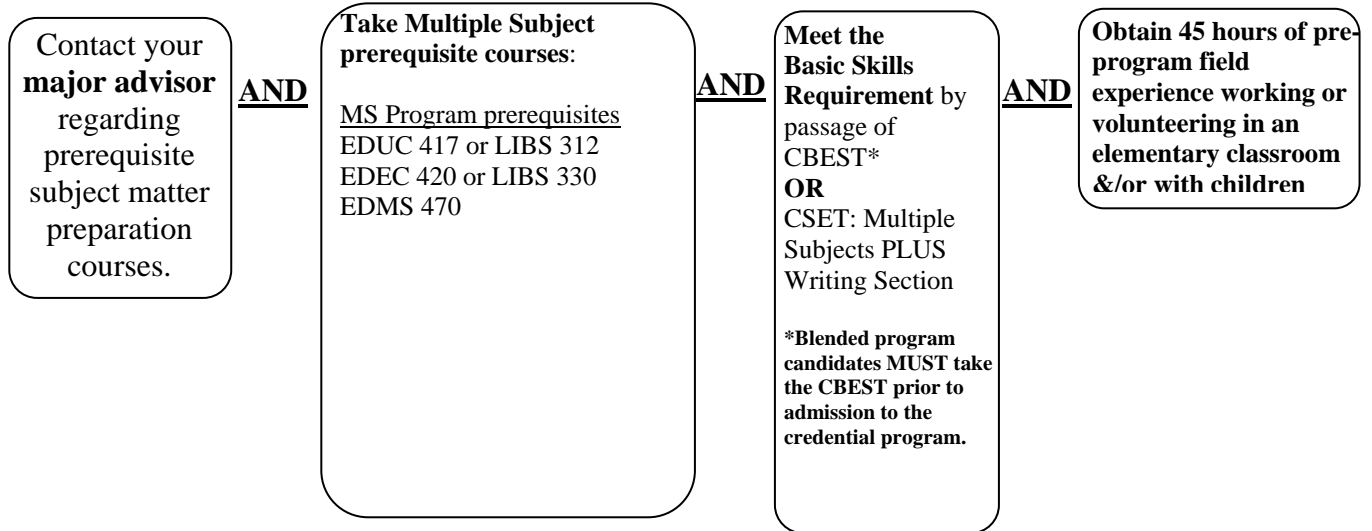 Contact your
major advisor
regarding
prerequisite
subject matter
preparation
courses.
AND
Take Multiple Subject
prerequisite courses:
MS Program prerequisites
EDUC 417 or LIBS 312
EDEC 420 or LIBS 330
EDMS 470
AND
Meet the
Basic Skills
Requirement by
passage of
CBEST*
OR
CSET: Multiple
Subjects PLUS
Writing Section
*Blended program
candidates MUST take
the CBEST prior to
admission to the
credential program.
AND
Obtain 45 hours of pre-
program field
experience working or
volunteering in an
elementary classroom
&/or with children